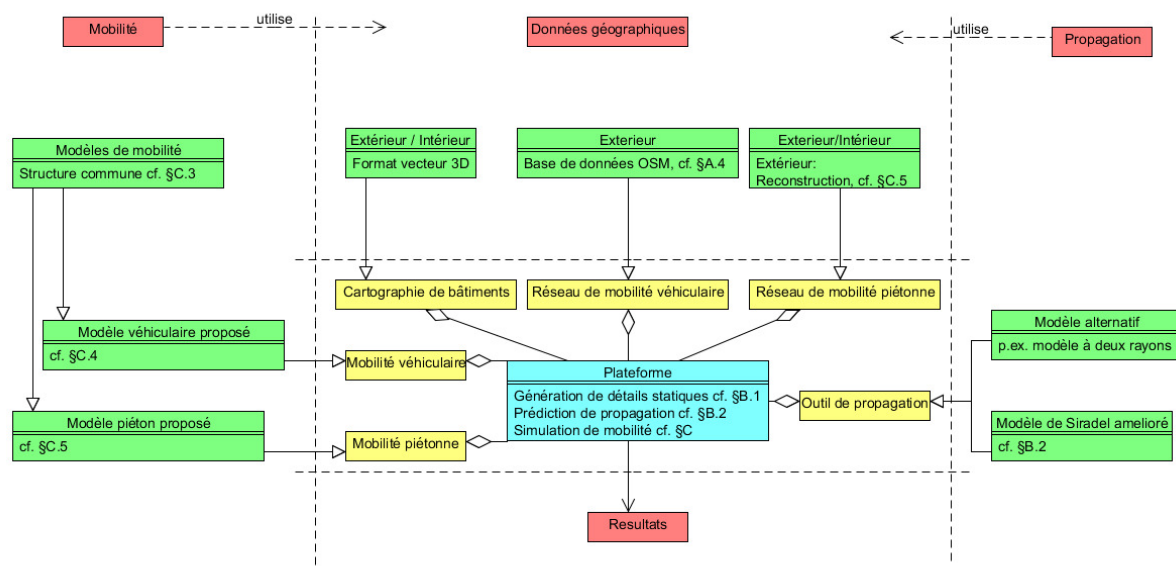 Mobilité
utilise
Données géographiques
utilise
Propagation
Modèles de mobilité
Structure commune cf. §C.3
Extérieur / Intérieur
Format vecteur 3D
Exterieur
Base de données OSM, cf. §A.4
Exterieur/Intérieur
Extérieur:
Reconstruction, cf. §C.5
Cartographie de bâtiments
Réseau de mobilité véhiculaire
Réseau de mobilité piétonne
Modèle véhiculaire proposé
cf. §C.4
Mobilité véhiculaire
Plateforme
Génération de détails statiques cf. §B.1
Prédiction de propagation cf. §B.2
Simulation de mobilité cf. §C
Outil de propagation
Modèle alternatif
p.ex. modèle à deux rayons
Modèle piéton proposé
cf. §C.5
Mobilité piétonne
Modèle de Siradel amelioré
cf. §B.2
Resultats